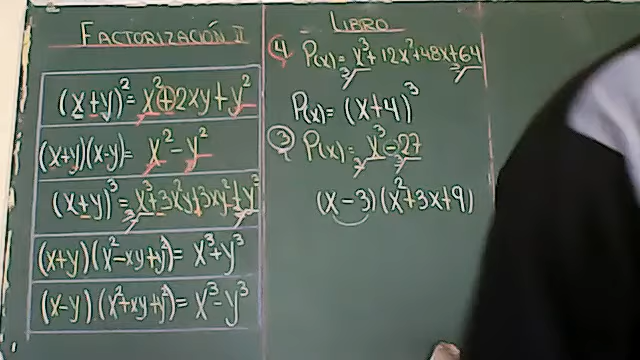 FACTORIZACIÓN II
(x+y)² = x²+2xy+y²
(x+y)(x-y) = x²-y²
(x+y)³ = x³+3x²y+3xy²+y³
(x+y)(x²-xy+y²) = x³+y³
(x-y)(x²+xy+y²) = x³-y³
LIBRO
4 P(x) = x³+12x²+48x+64
P(x) = (x+4)³
3 P(x) = x³-27
(x-3)(x²+3x+9)